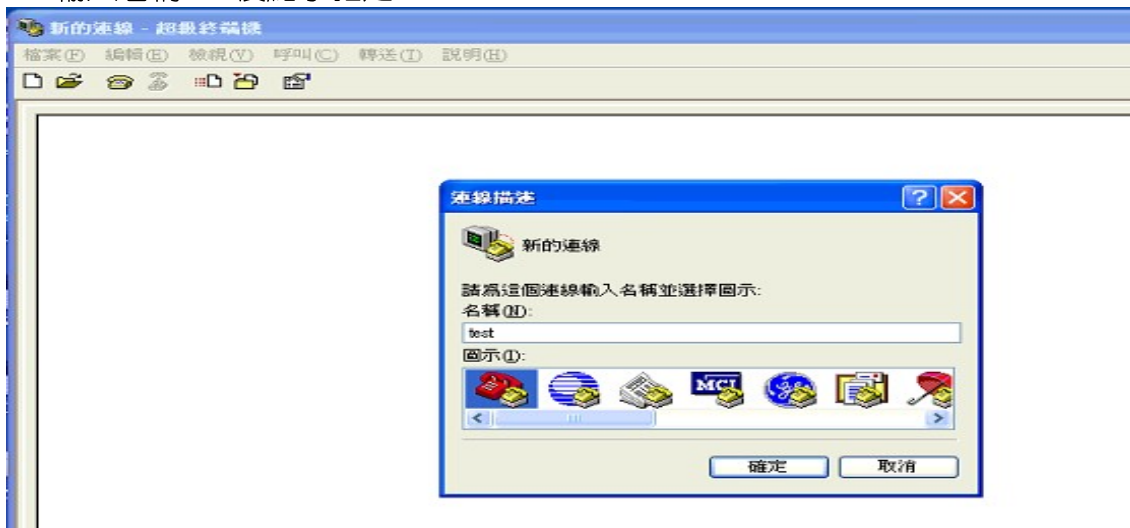 新的連線 - 超級終端機
檔案(F) 編輯(E) 檢視(V) 呼叫(C) 轉送(T) 說明(H)
連線描述
新的連線
請為這個連線輸入名稱並選擇圖示:
名稱(N):
test
圖示(I):
MCI
確定 取消